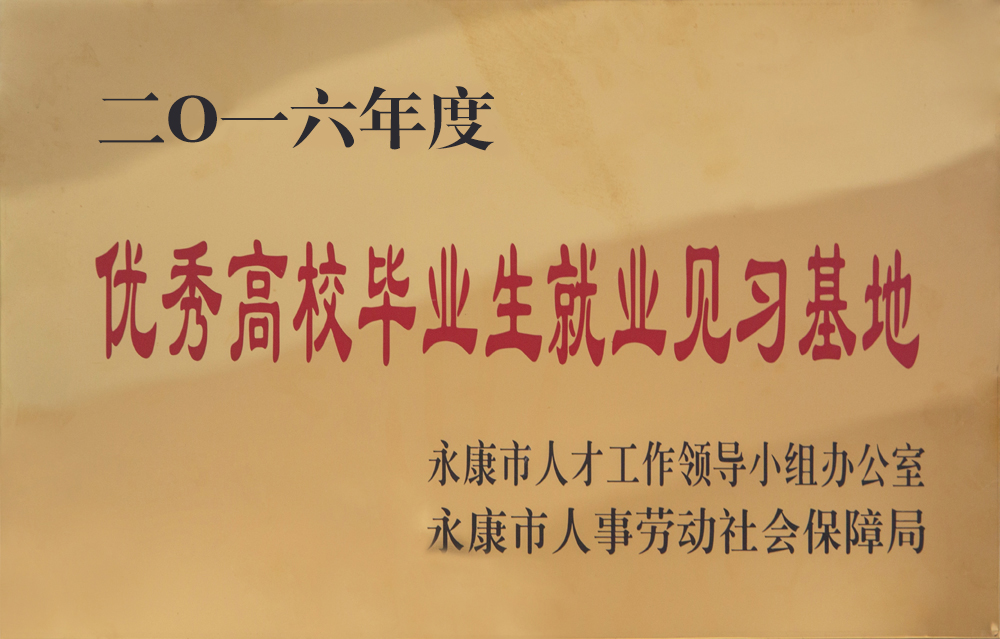 二〇一六年度
优秀高校毕业生就业见习基地
永康市人才工作领导小组办公室
永康市人事劳动社会保障局